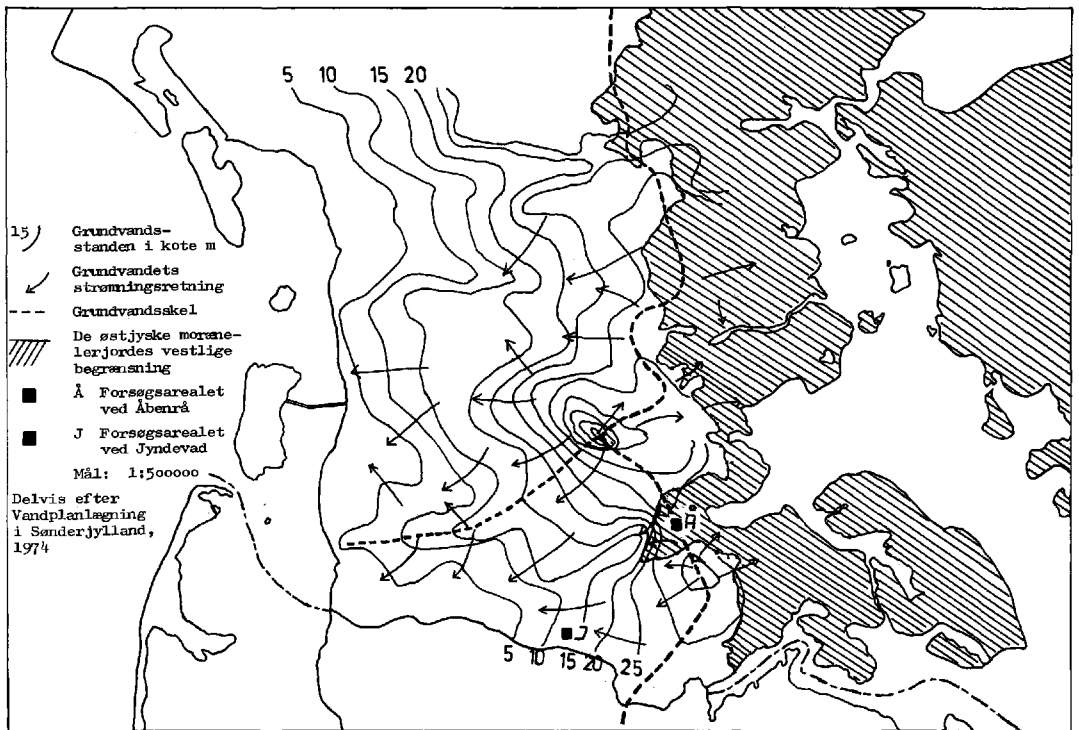 5 10 15 20
15 Grundvands-
standen i kote m
Grundvandets
strømningsretning
Grundvandsskel
De østjyske moræne-
lerjordes vestlige
begrænsning
Å Forsøgsarealet
ved Åbenrå
J Forsøgsarealet
ved Jyndevad
Mål: 1:500000
Delvis efter
Vandplanlægning
i Sønderjylland,
1974
Å
J
5 10 15 20 25